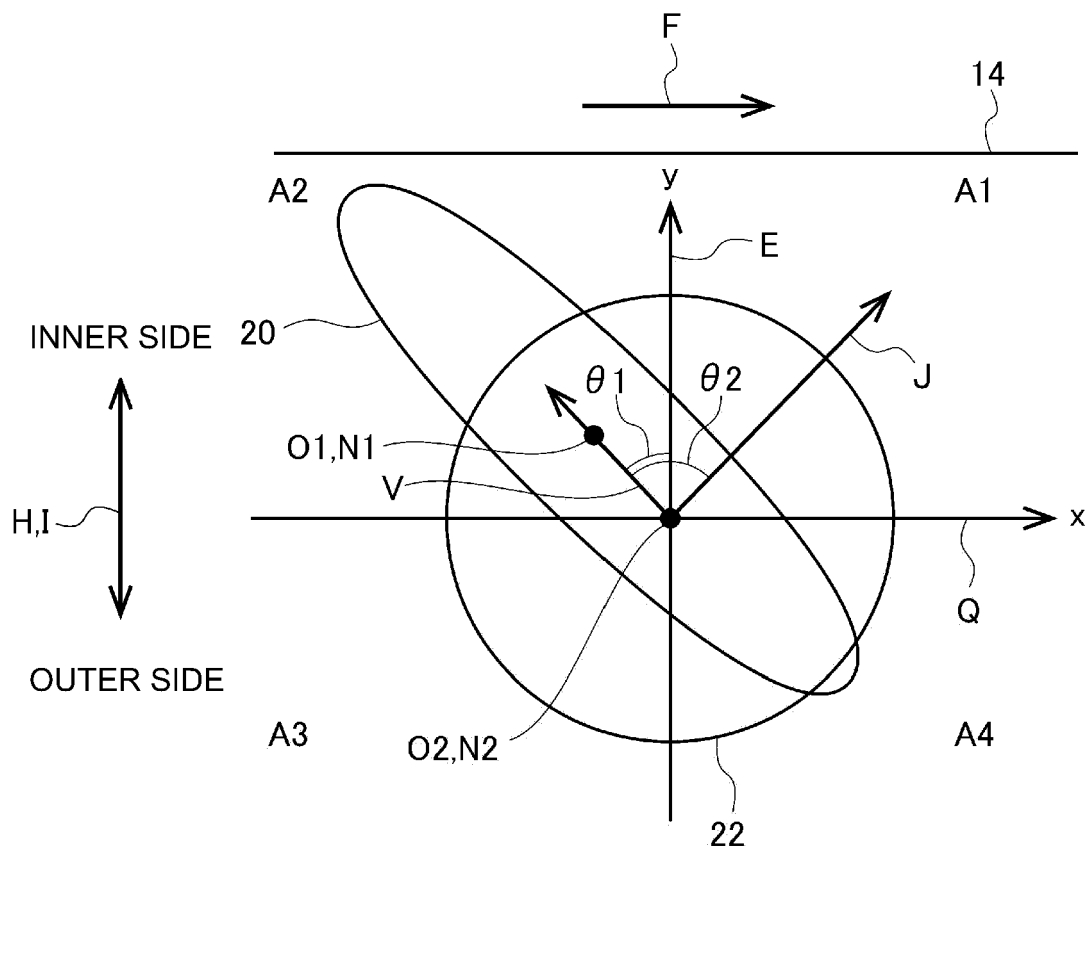 F
14
A2
y
A1
E
INNER SIDE
20
J
θ1
θ2
O1,N1
V
H,I
x
Q
OUTER SIDE
A3
O2,N2
A4
22